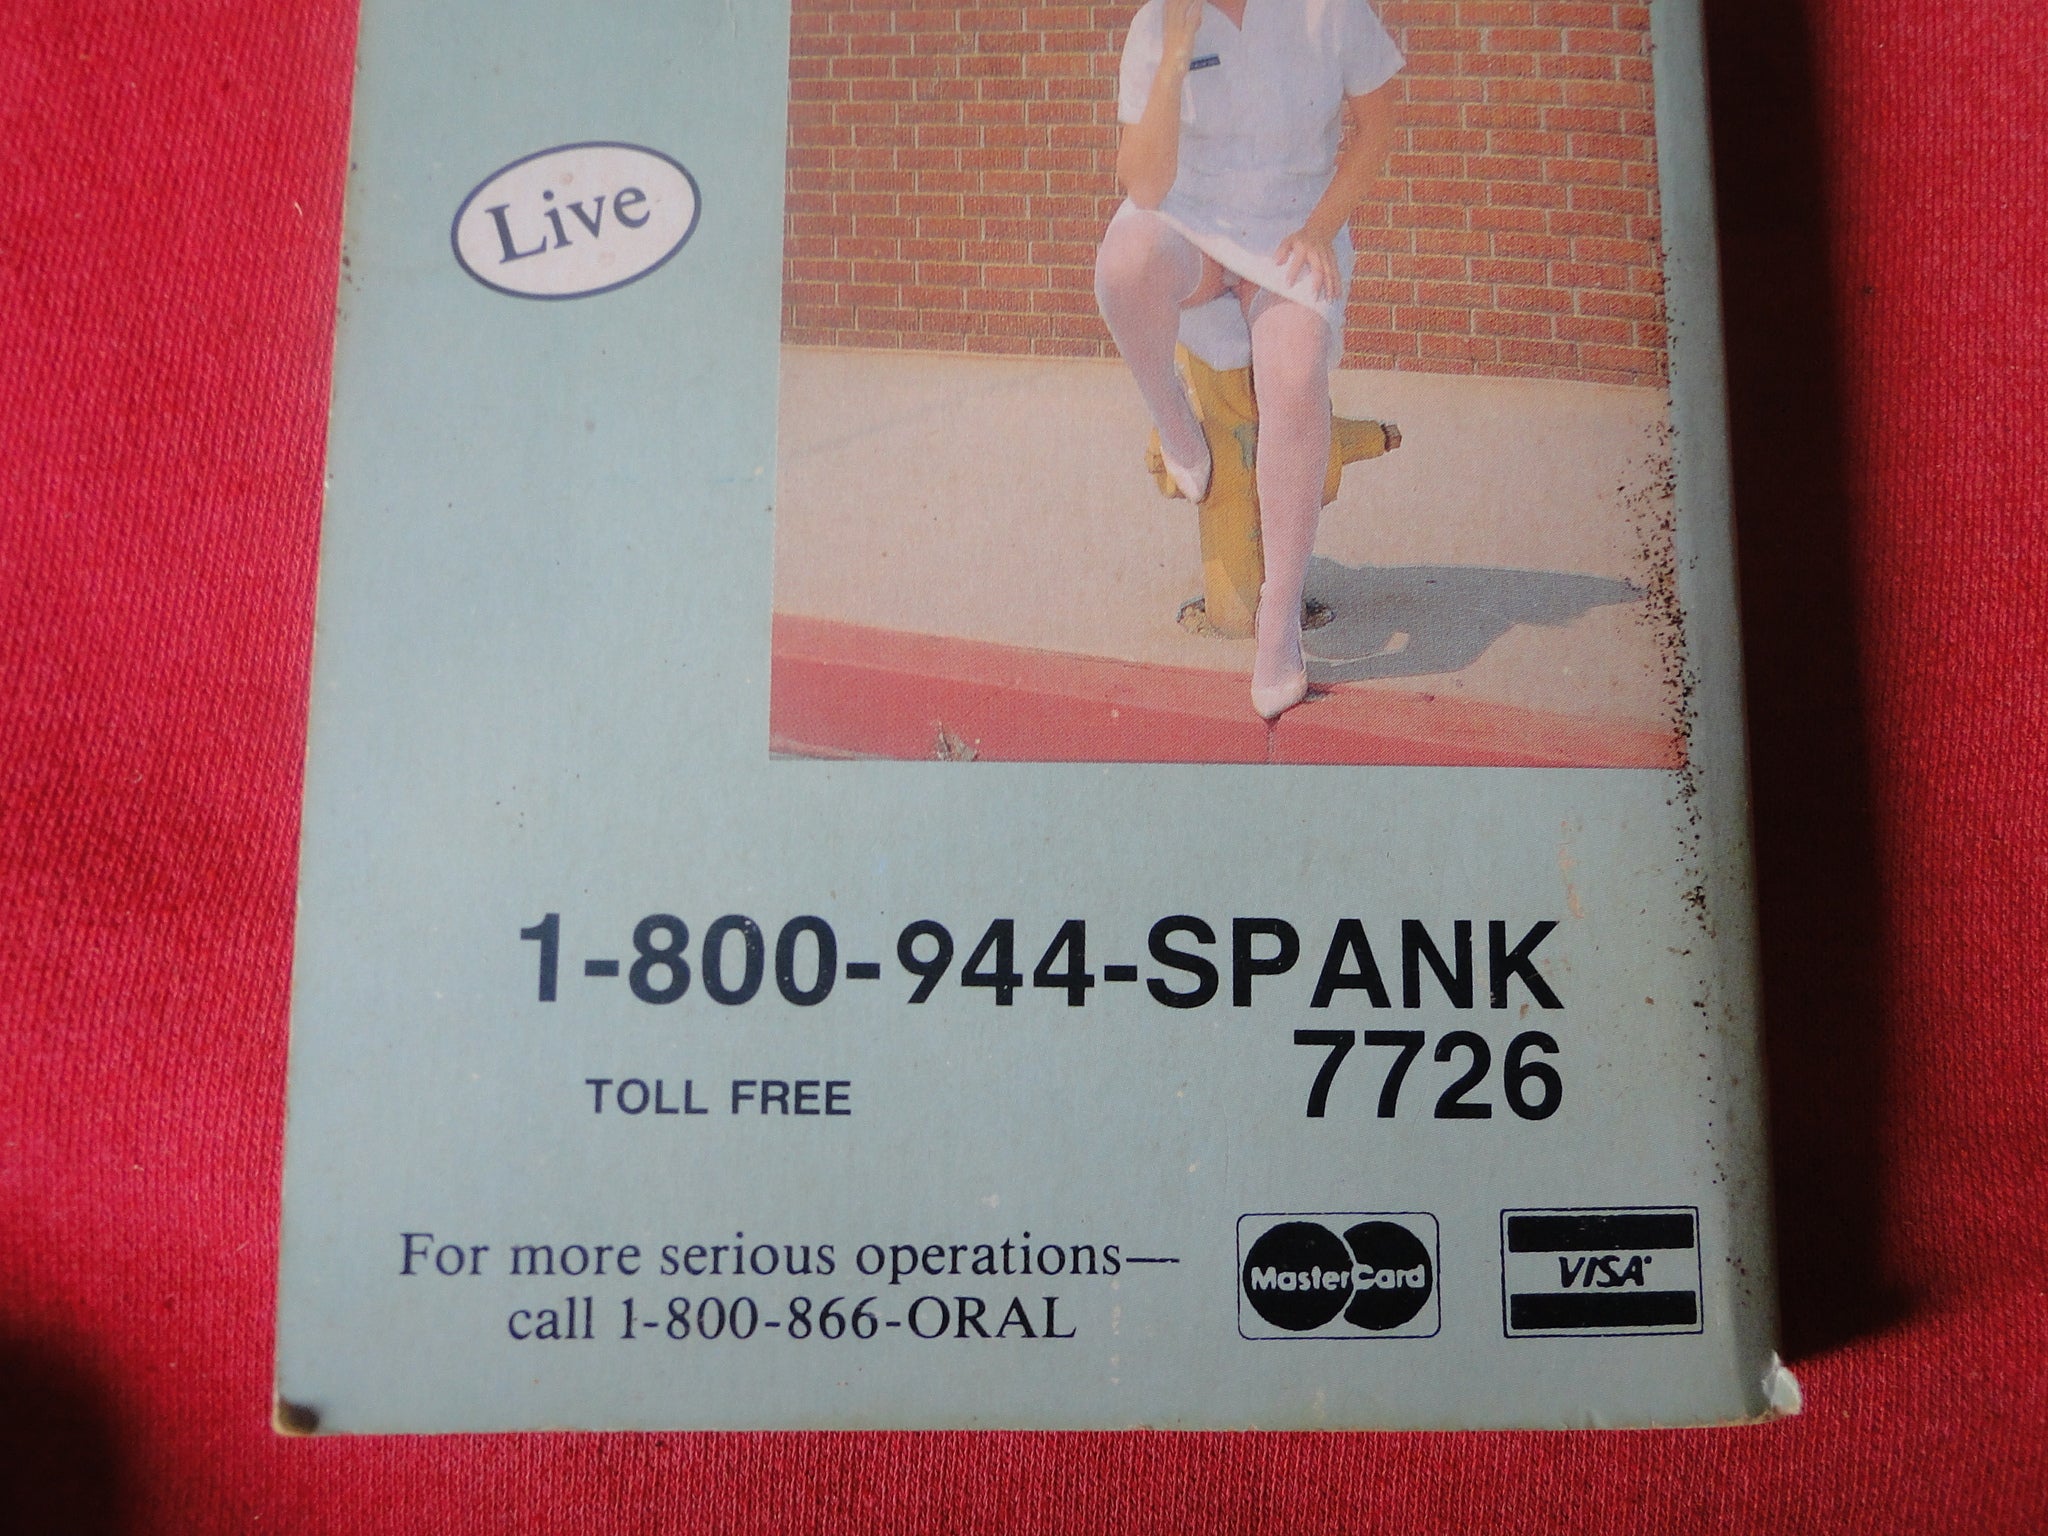 Live
1-800-944-SPANK
7726
TOLL FREE
For more serious operations—
call 1-800-866-ORAL
MasterCard
VISA